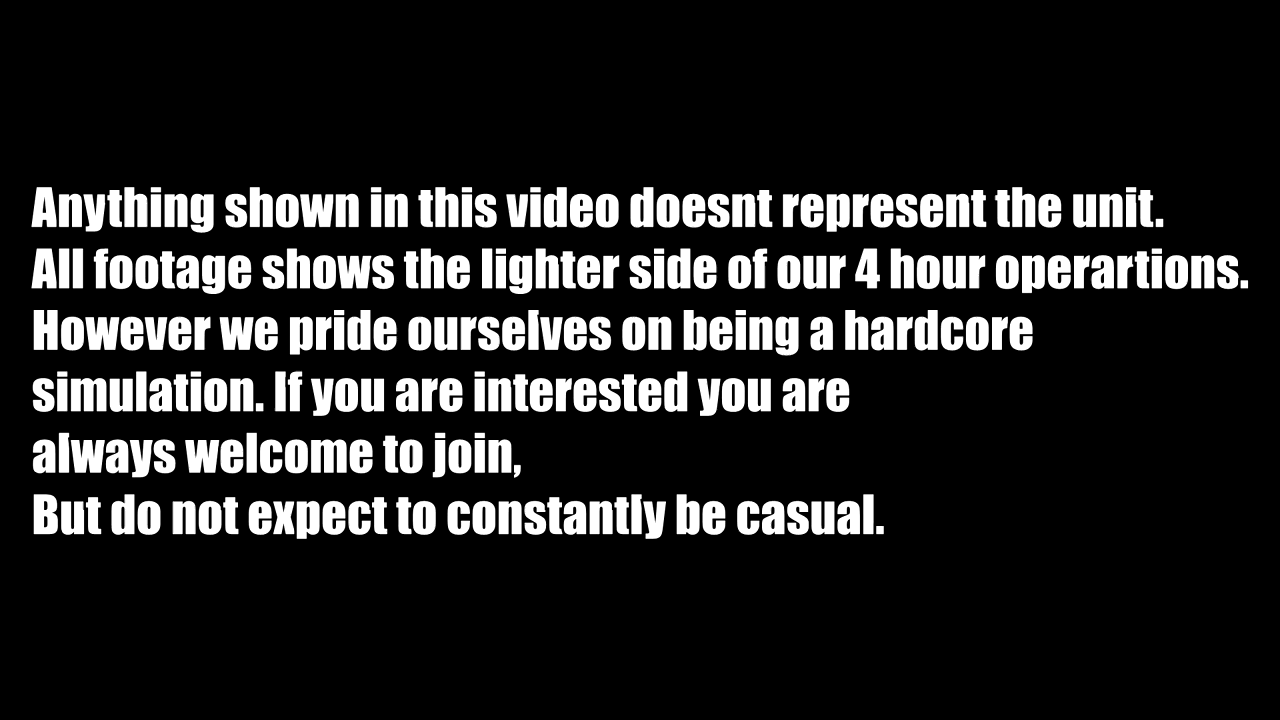 Anything shown in this video doesnt represent the unit.
All footage shows the lighter side of our 4 hour operartions.
However we pride ourselves on being a hardcore
simulation. If you are interested you are
always welcome to join,
But do not expect to constantly be casual.